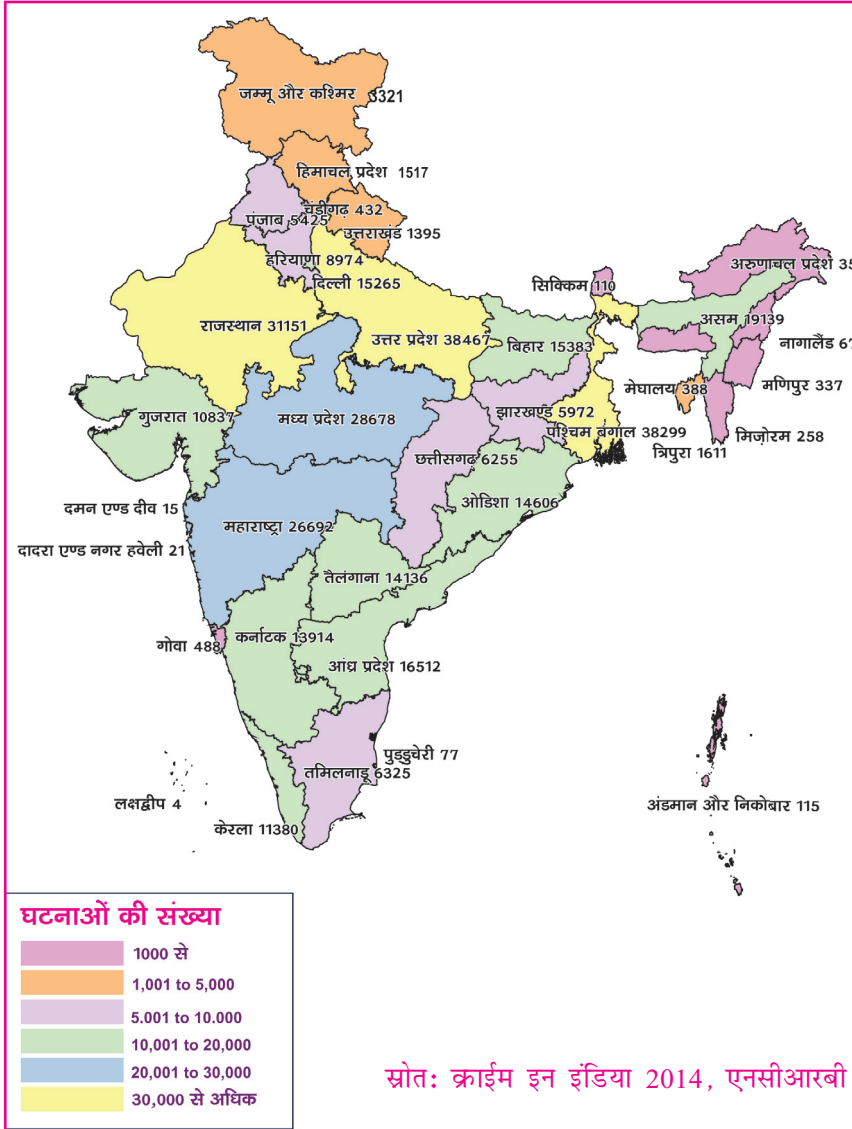 जम्मू और कश्मिर 3321
हिमाचल प्रदेश 1517
चंडीगढ़ 432
पंजाब 5425
उत्तराखंड 1395
हरियाणा 8974
दिल्ली 15265
अरुणाचल प्रदेश 35
सिक्किम 110
असम 19139
राजस्थान 31151
उत्तर प्रदेश 38467
बिहार 15383
नागालैंड 67
मेघालय 388
मणिपुर 337
गुजरात 10837
मध्य प्रदेश 28678
झारखण्ड 5972
पश्चिम बंगाल 38299
मिज़ोरम 258
त्रिपुरा 1611
छत्तीसगढ़ 6255
ओडिशा 14606
दमन एण्ड दीव 15
महाराष्ट्रा 26692
दादरा एण्ड नगर हवेली 21
तैलंगाना 14136
गोवा 488
कर्नाटक 13914
आंध्र प्रदेश 16512
पुड्डुचेरी 77
तमिलनाडू 6325
लक्षद्वीप 4
केरला 11380
अंडमान और निकोबार 115
घटनाओं की संख्या
1000 से
1,001 to 5,000
5.001 to 10.000
10,001 to 20,000
20,001 to 30,000
30,000 से अधिक
स्रोत: क्राईम इन इंडिया 2014, एनसीआरबी